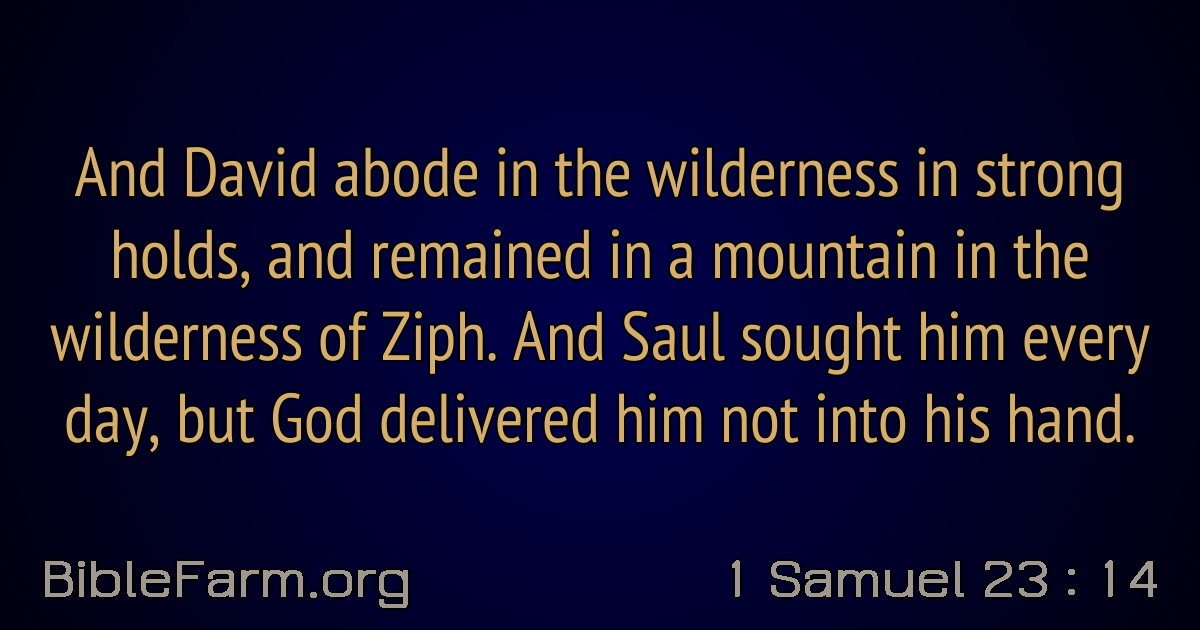 And David abode in the wilderness in strong
holds, and remained in a mountain in the
wilderness of Ziph. And Saul sought him every
day, but God delivered him not into his hand.
BibleFarm.org
1 Samuel 23 : 14